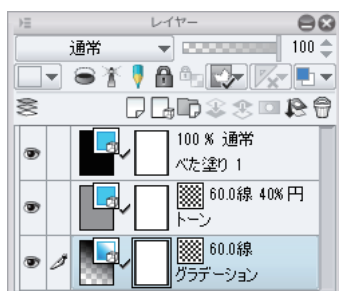 レイヤー
通常 100
100 % 通常
べた塗り 1
60.0線 40% 円
トーン
60.0線
グラデーション